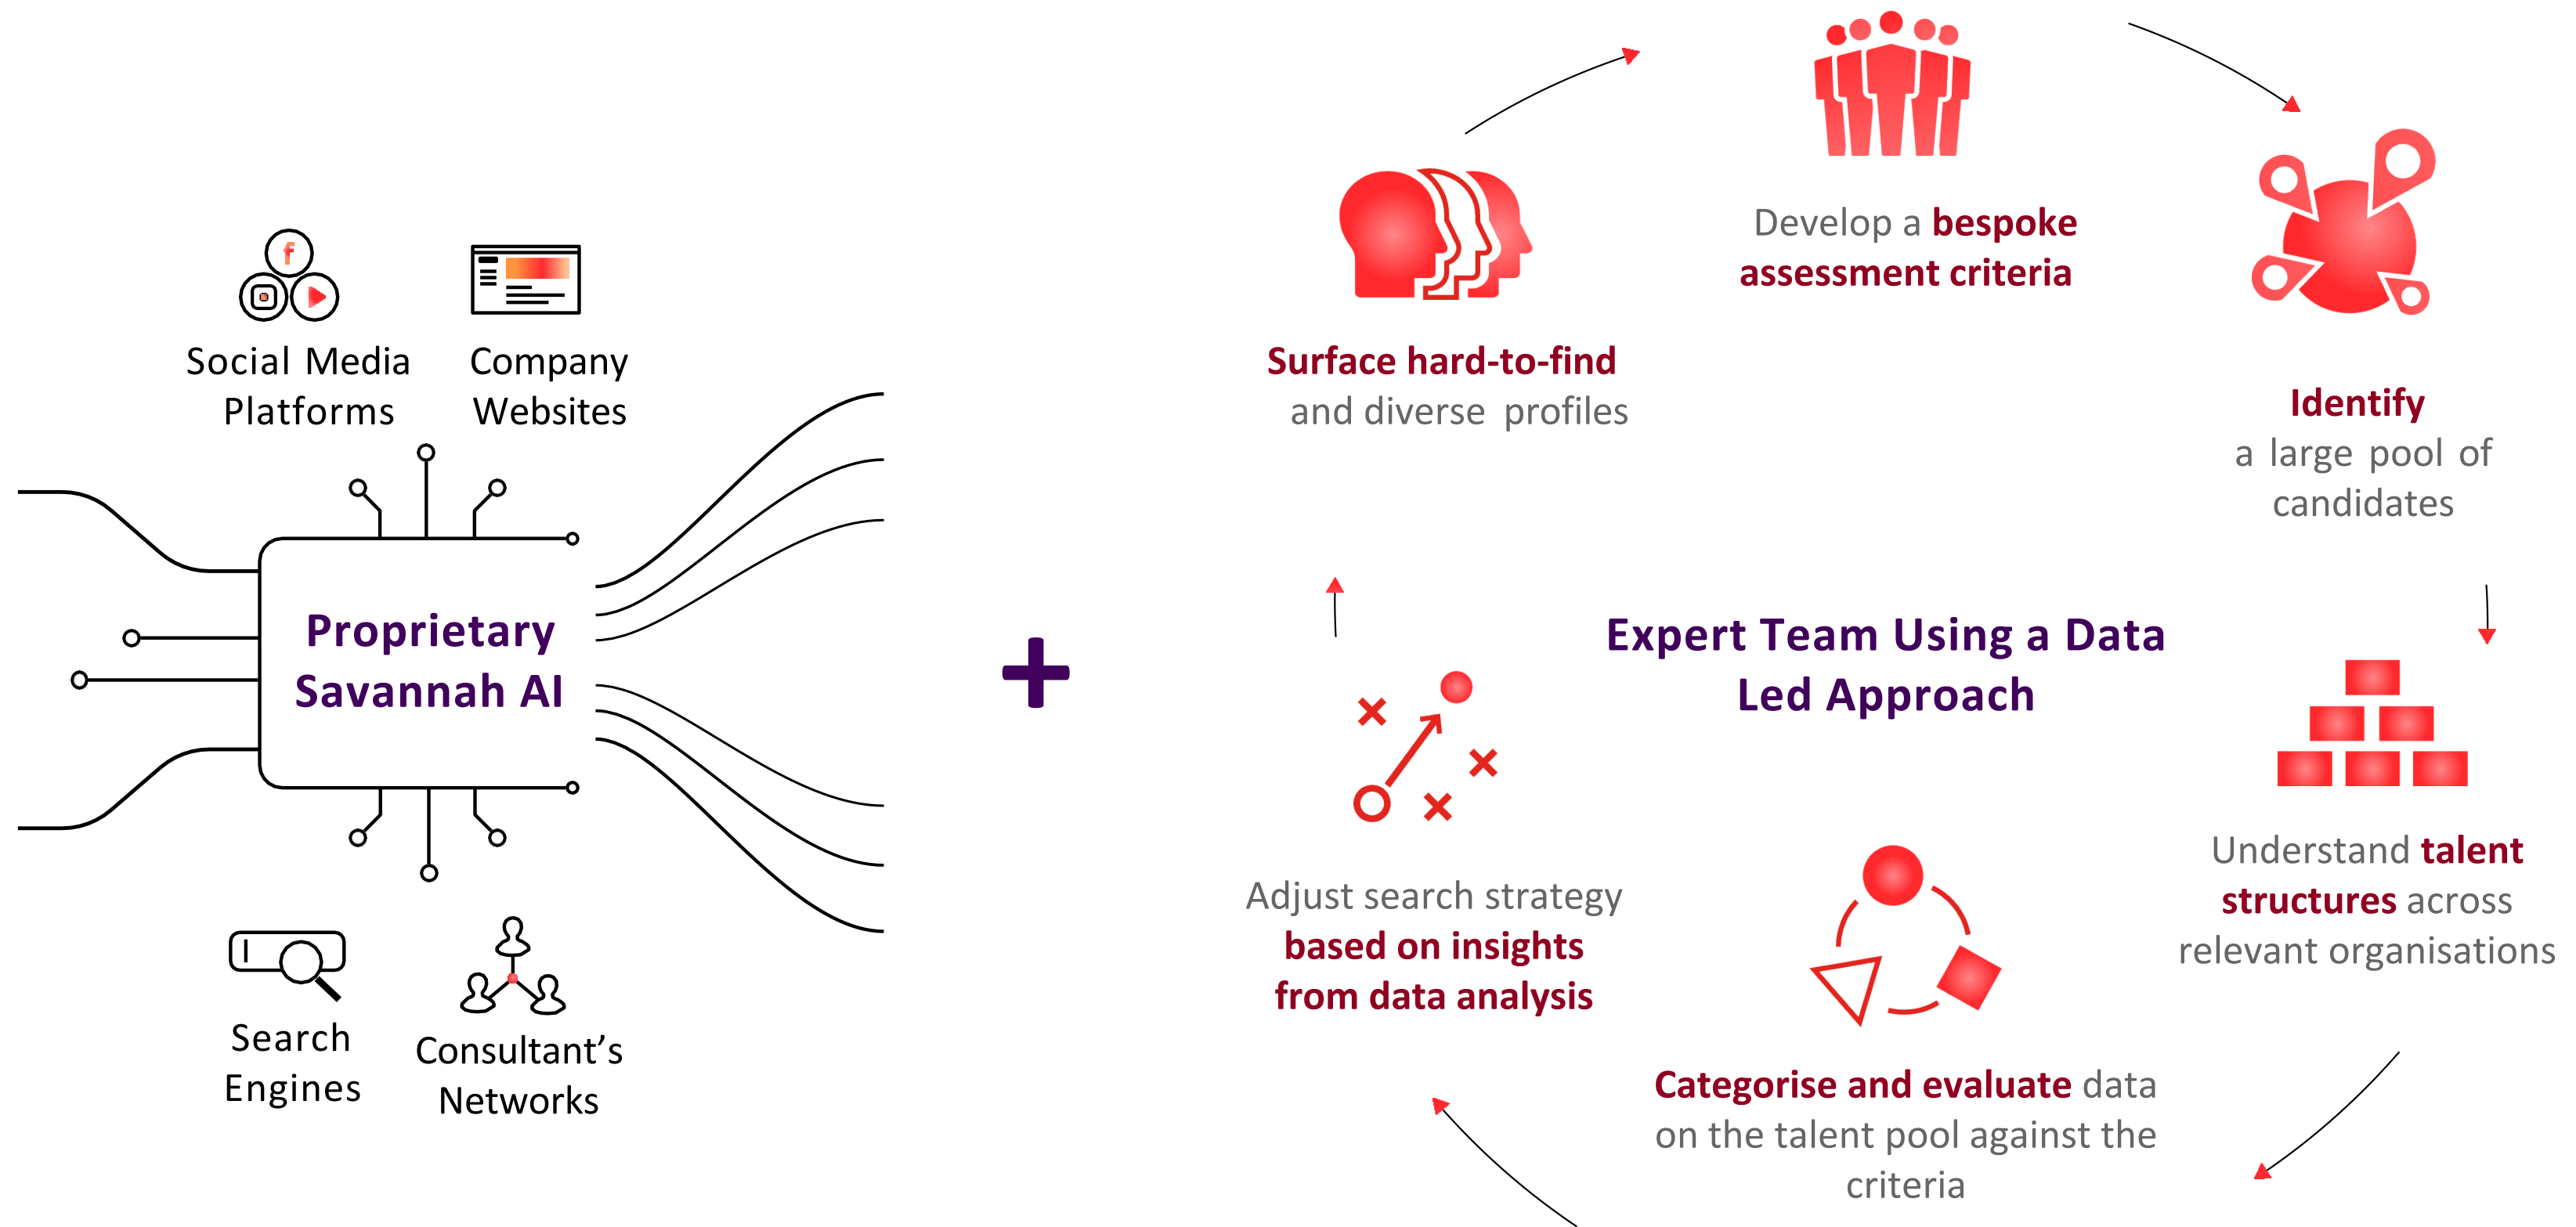 Social Media
Platforms
Company
Websites
Proprietary
Savannah AI
Search
Engines
Consultant’s
Networks
+
Expert Team Using a Data
Led Approach
Develop a bespoke
assessment criteria
Identify
a large pool of
candidates
Understand talent
structures across
relevant organisations
Categorise and evaluate data
on the talent pool against the
criteria
Adjust search strategy
based on insights
from data analysis
Surface hard-to-find
and diverse profiles